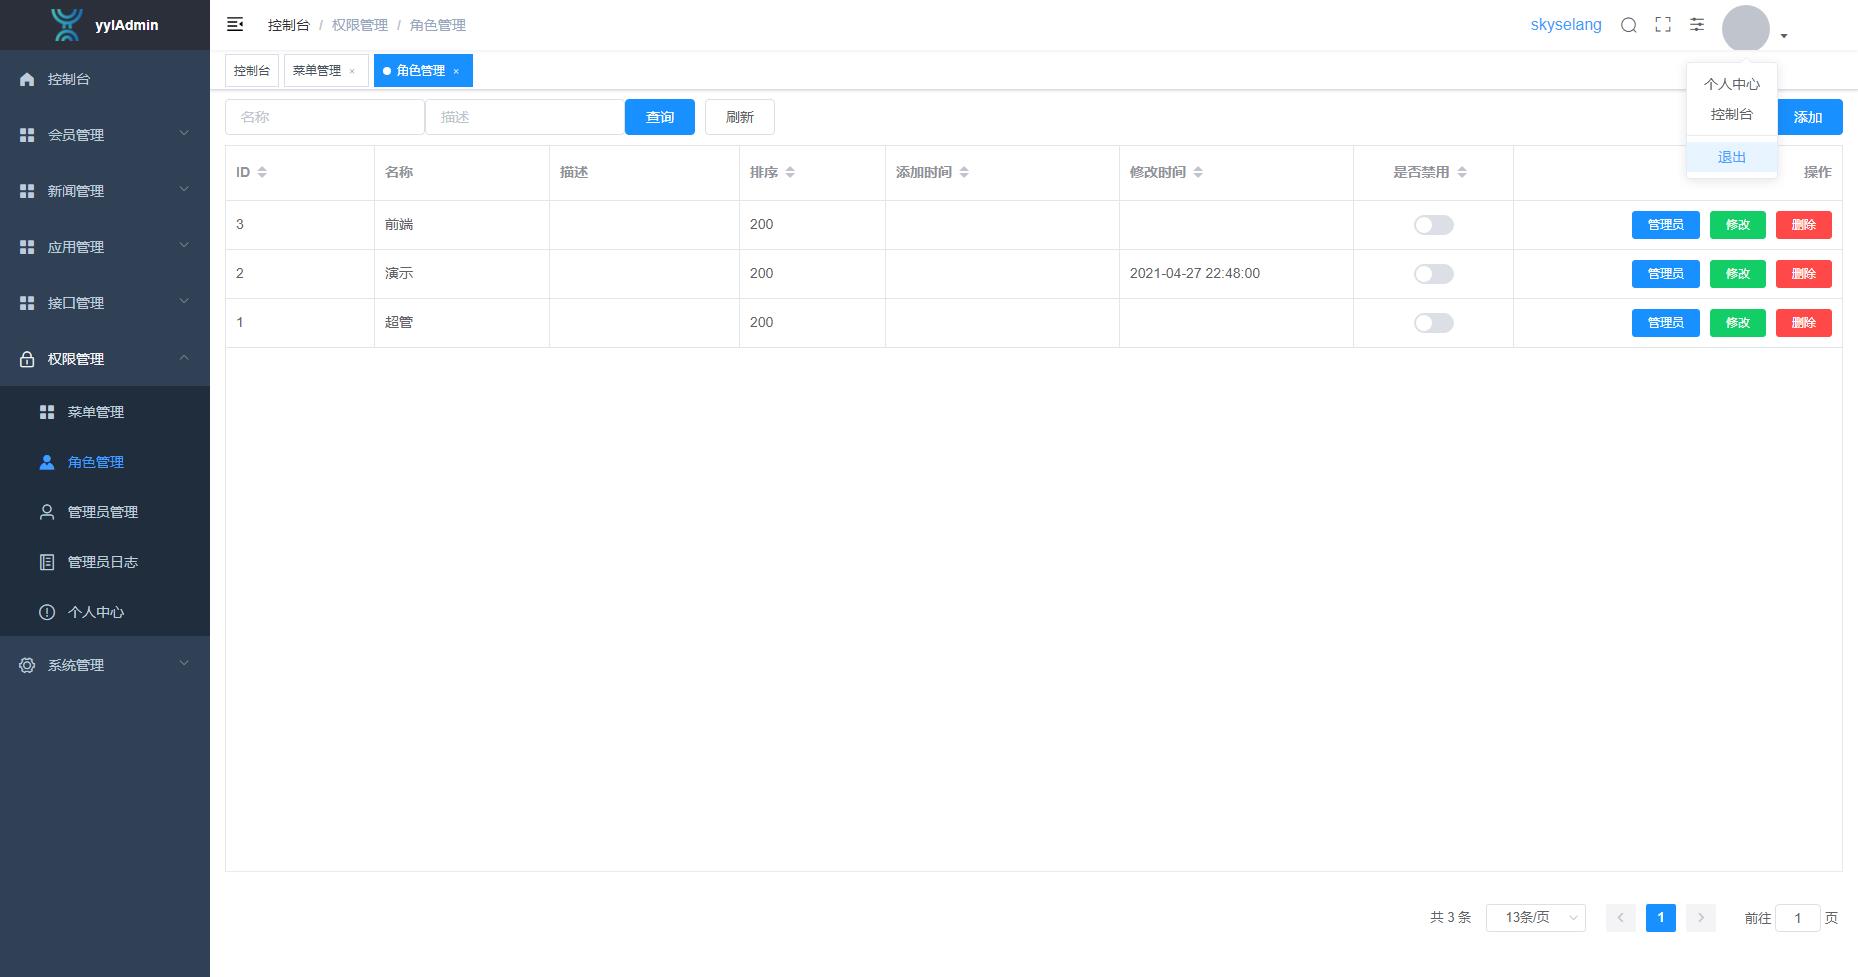 yylAdmin
控制台 / 权限管理 / 角色管理
skyselang
控制台
会员管理
新闻管理
应用管理
接口管理
权限管理
菜单管理
角色管理
管理员管理
管理员日志
个人中心
系统管理
控制台 菜单管理 × 角色管理 ×
个人中心
控制台
退出
名称 描述 查询 刷新 添加
ID 名称 描述 排序 添加时间 修改时间 是否禁用 操作
3 前端 200 管理员 修改 删除
2 演示 200 2021-04-27 22:48:00 管理员 修改 删除
1 超管 200 管理员 修改 删除
共 3 条 13条/页 1 前往 1 页